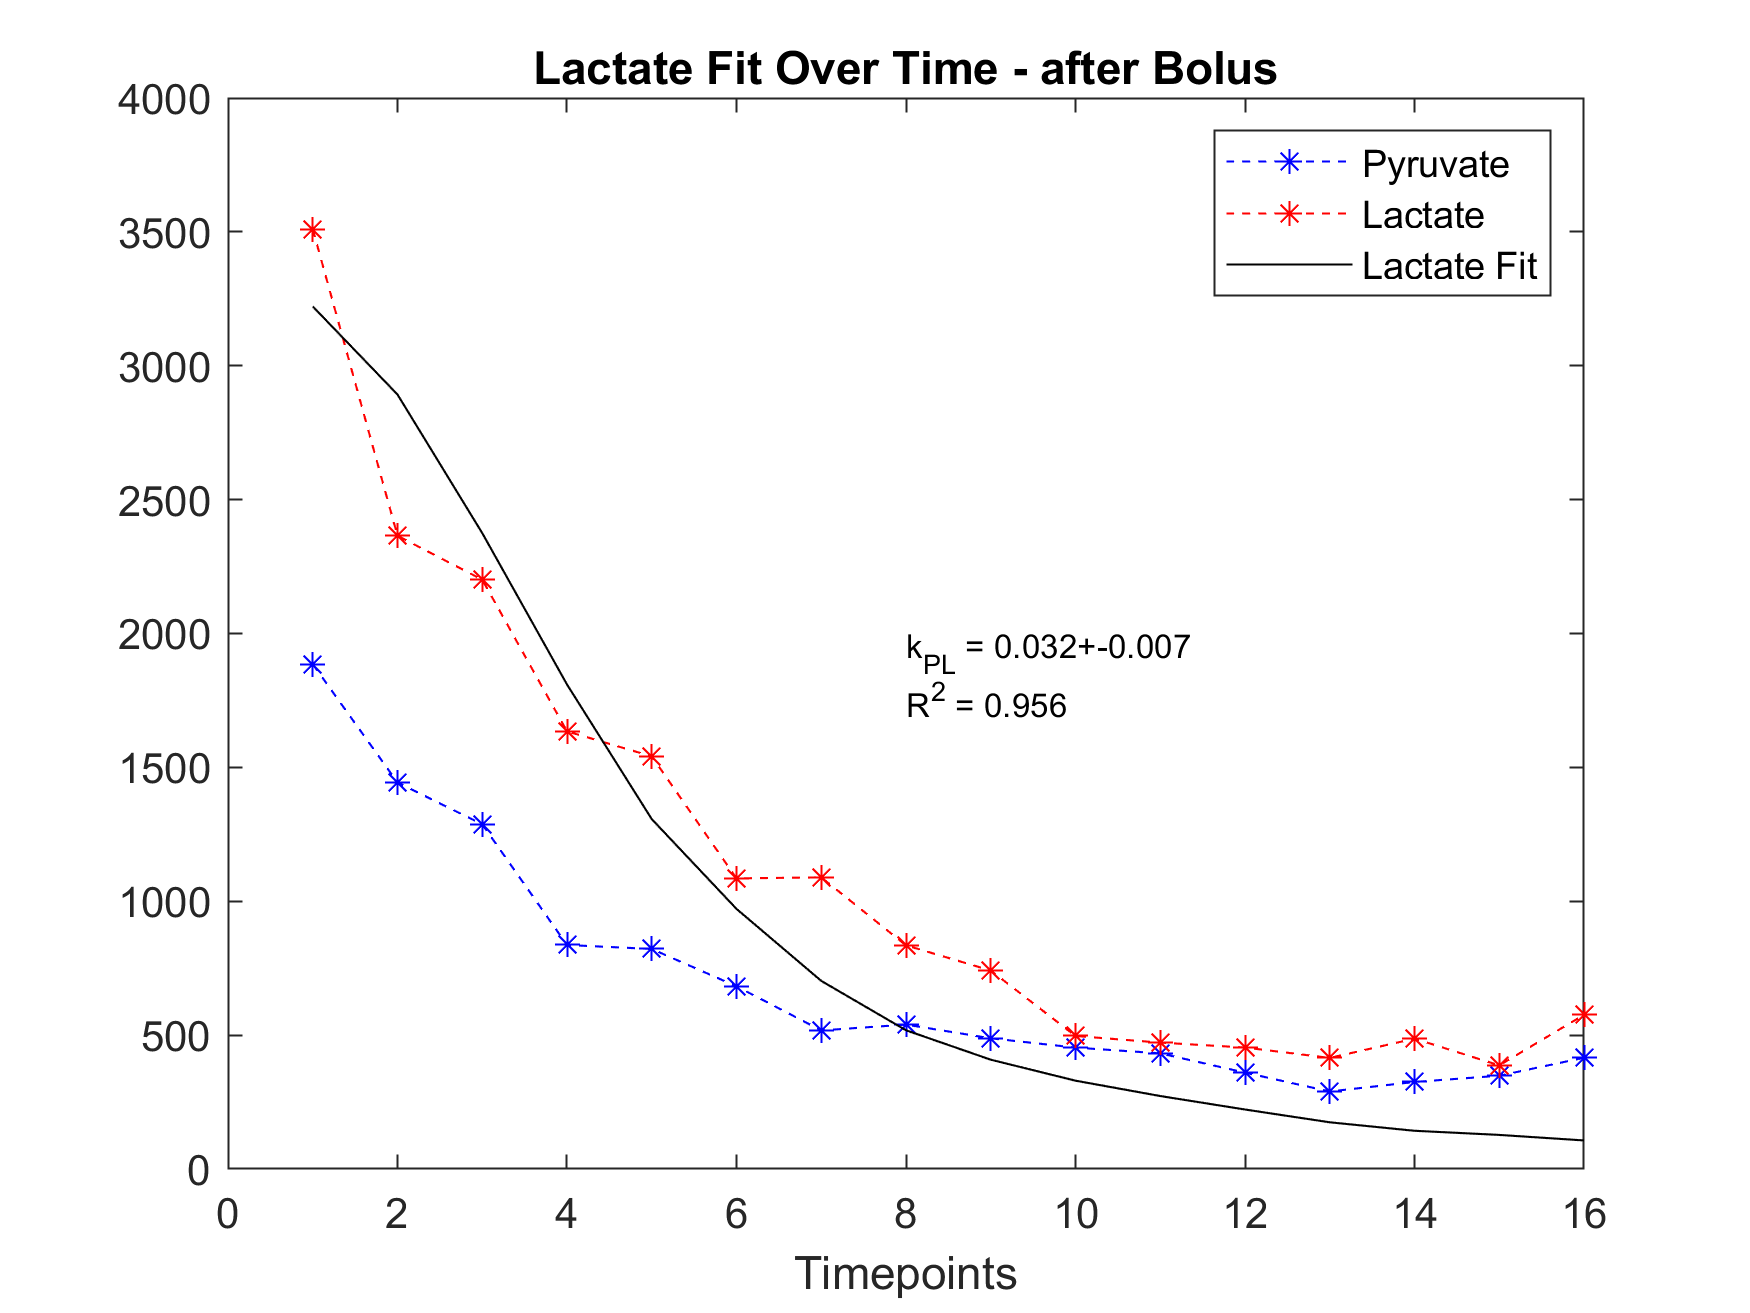 Lactate Fit Over Time - after Bolus
4000
3500
3000
2500
2000
1500
1000
500
0
Pyruvate
Lactate
Lactate Fit
kPL = 0.032+-0.007
R2 = 0.956
0 2 4 6 8 10 12 14 16
Timepoints